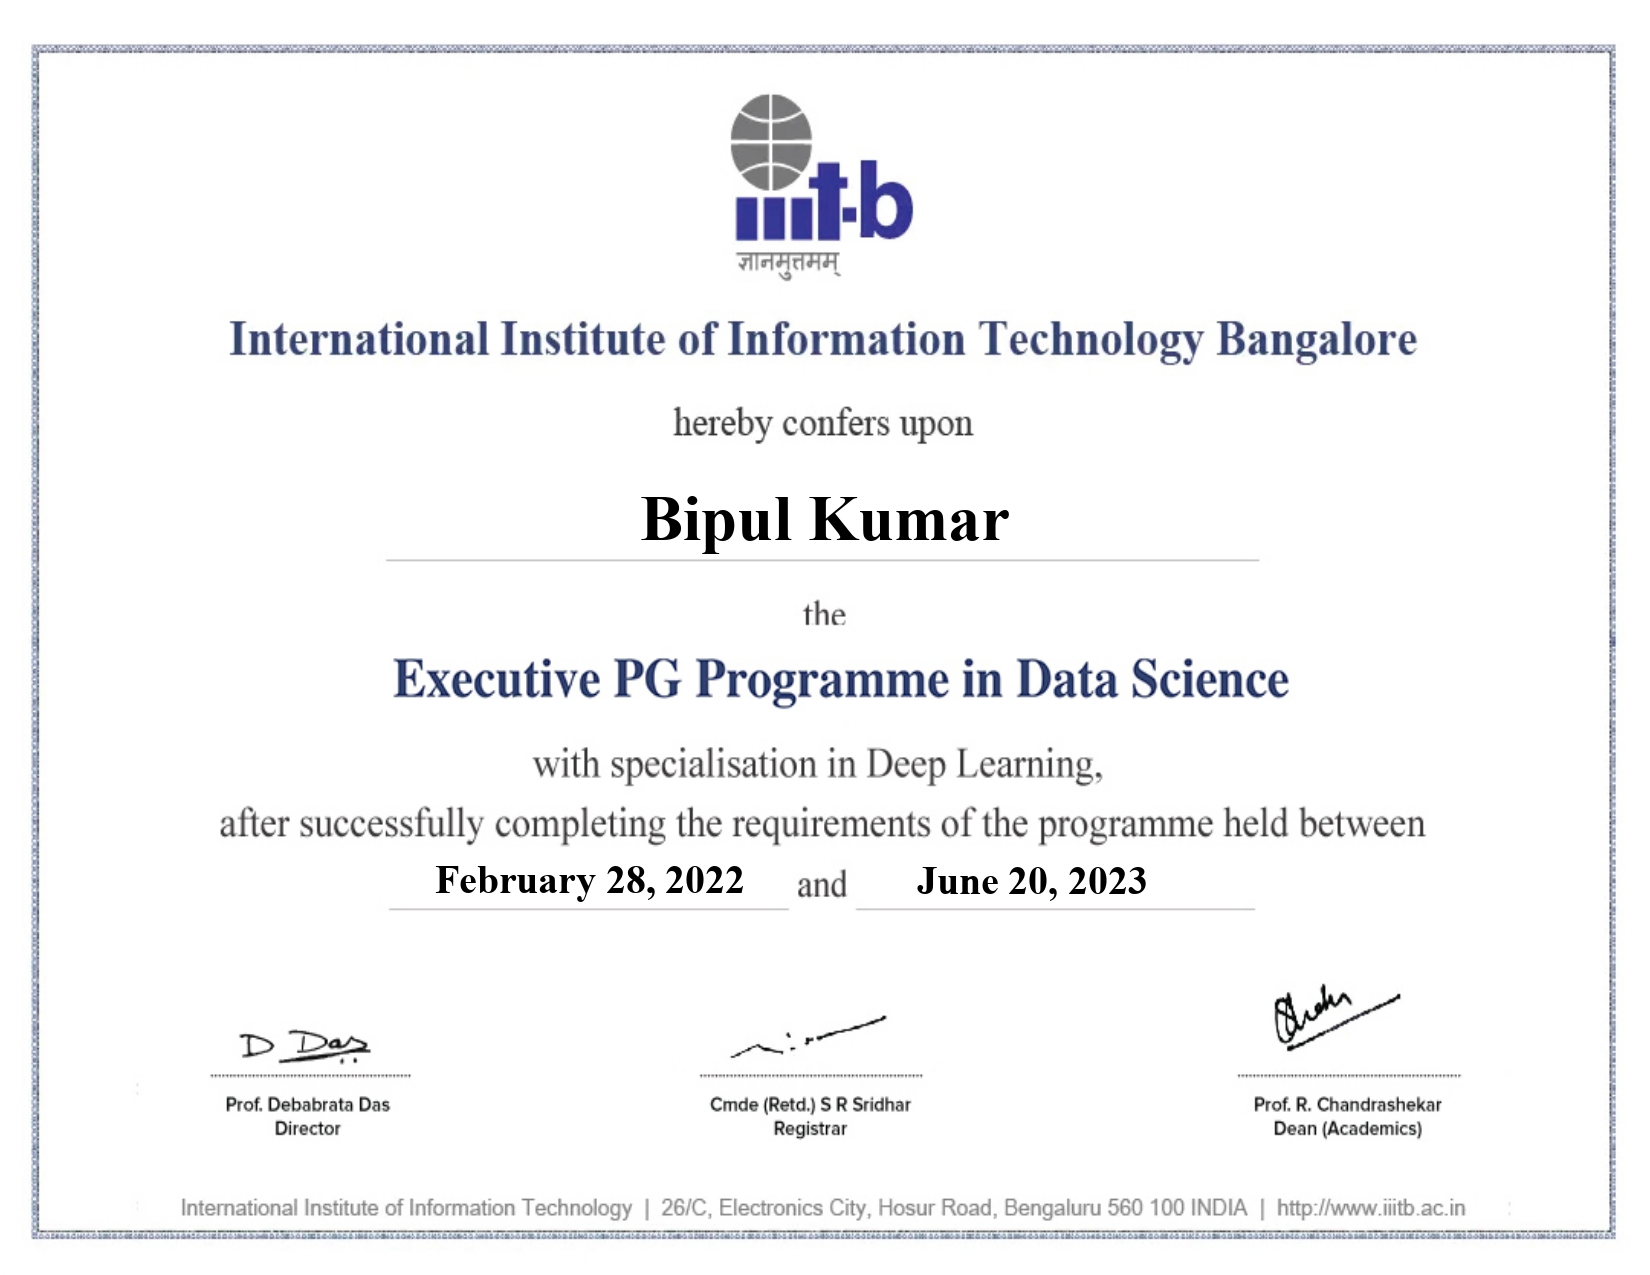 iiit-b
ज्ञानमुत्तमम्
International Institute of Information Technology Bangalore
hereby confers upon
Bipul Kumar
the
Executive PG Programme in Data Science
with specialisation in Deep Learning,
after successfully completing the requirements of the programme held between
February 28, 2022 and June 20, 2023
D Das
Prof. Debabrata Das
Director
Cmde (Retd.) S R Sridhar
Registrar
Prof. R. Chandrashekar
Dean (Academics)
International Institute of Information Technology | 26/C, Electronics City, Hosur Road, Bengaluru 560 100 INDIA | http://www.iiitb.ac.in